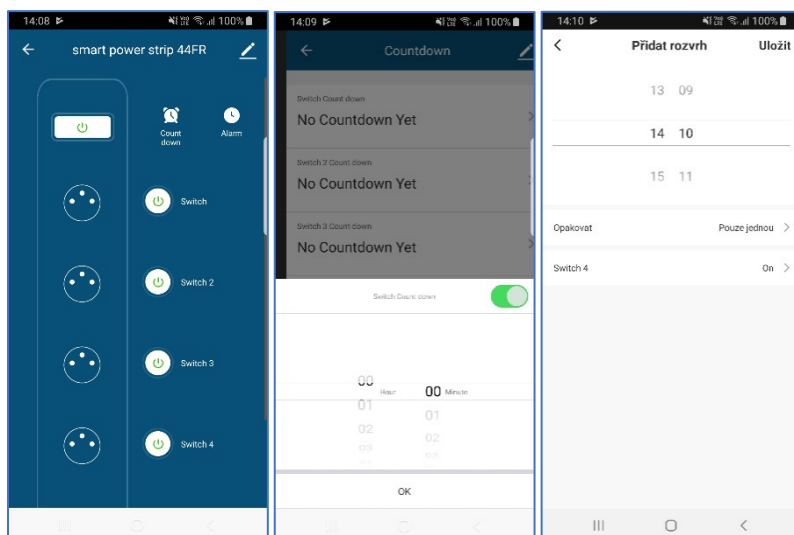 14:08
100%
smart power strip 44FR
Count down
Alarm
Switch
Switch 2
Switch 3
Switch 4
14:09
100%
Countdown
Switch Count down
No Countdown Yet
Switch 2 Count down
No Countdown Yet
Switch 3 Count down
No Countdown Yet
Switch Count down
00 Hour 00 Minute
01 01
02 02
03 03
OK
14:10
100%
Přidat rozvrh Uložit
13 09
14 10
15 11
Opakovat Pouze jednou
Switch 4 On